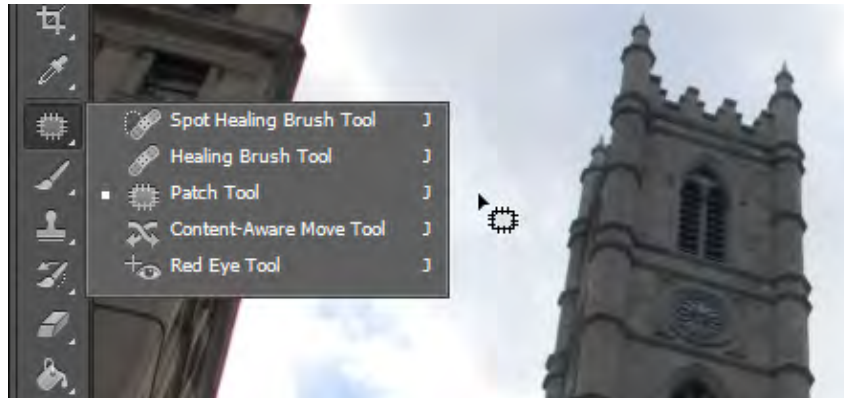 Spot Healing Brush Tool J
Healing Brush Tool J
Patch Tool J
Content-Aware Move Tool J
Red Eye Tool J